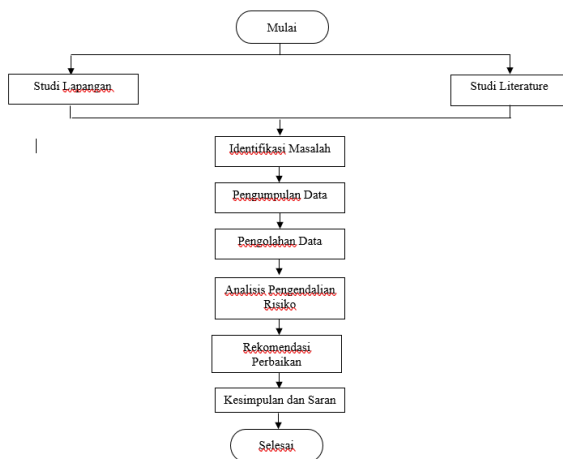 Mulai
Studi Lapangan
Studi Literature
Identifikasi Masalah
Pengumpulan Data
Pengolahan Data
Analisis Pengendalian
Risiko
Rekomendasi
Perbaikan
Kesimpulan dan Saran
Selesai